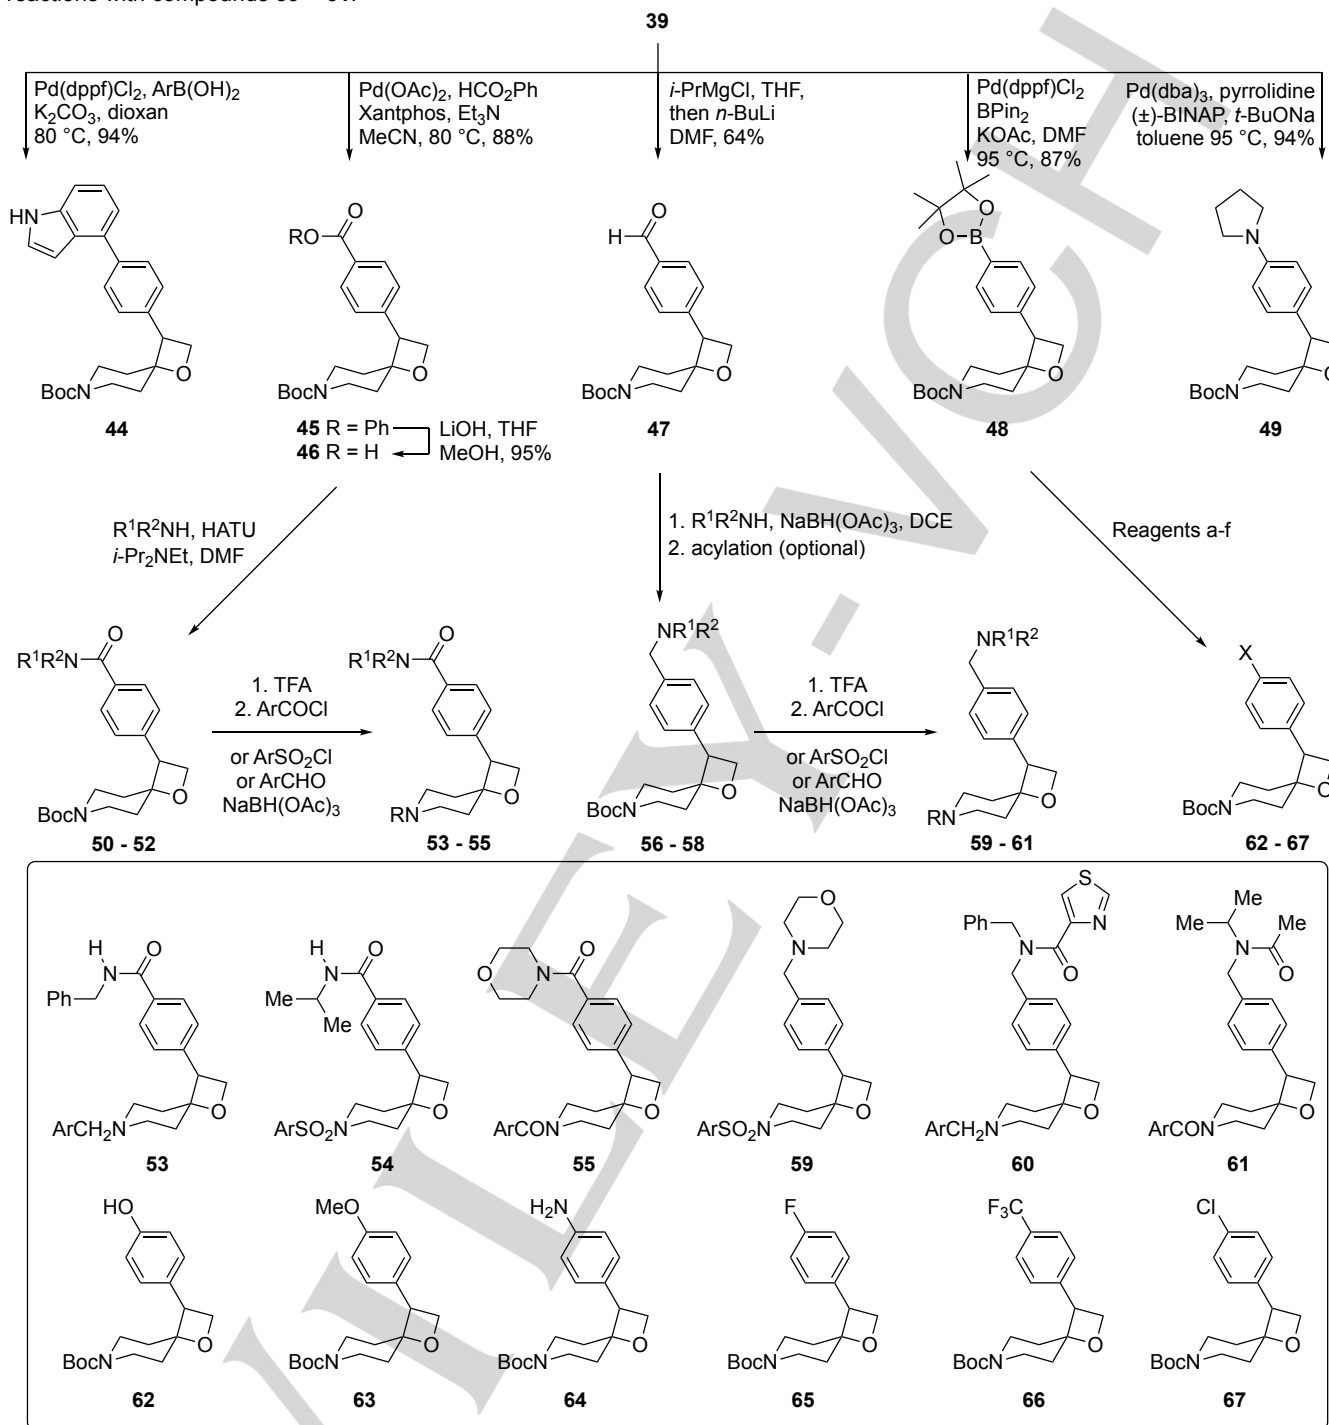 39
Pd(dppf)Cl2, ArB(OH)2
K2CO3, dioxan
80 °C, 94%
Pd(OAc)2, HCO2Ph
Xantphos, Et3N
MeCN, 80 °C, 88%
i-PrMgCl, THF,
then n-BuLi
DMF, 64%
Pd(dppf)Cl2
BPin2
KOAc, DMF
95 °C, 87%
Pd(dba)3, pyrrolidine
(±)-BINAP, t-BuONa
toluene 95 °C, 94%
HN
BocN
O
44
RO
O
BocN
O
45 R = Ph
46 R = H
LiOH, THF
MeOH, 95%
H
O
BocN
O
47
O
O
B
BocN
O
48
N
BocN
O
49
R1R2NH, HATU
i-Pr2NEt, DMF
1. R1R2NH, NaBH(OAc)3, DCE
2. acylation (optional)
Reagents a-f
R1R2N
O
BocN
O
50 - 52
1. TFA
2. ArCOCl
or ArSO2Cl
or ArCHO
NaBH(OAc)3
R1R2N
O
RN
O
53 - 55
NR1R2
BocN
O
56 - 58
1. TFA
2. ArCOCl
or ArSO2Cl
or ArCHO
NaBH(OAc)3
NR1R2
RN
O
59 - 61
X
BocN
O
62 - 67
H
N
O
Ph
O
ArCH2N
53
H
N
O
Me
Me
O
ArSO2N
54
O
N
O
O
ArCON
55
O
N
O
ArSO2N
59
S
N
Ph
N
O
O
ArCH2N
60
Me
Me
N
Me
O
O
ArCON
61
HO
O
BocN
62
MeO
O
BocN
63
H2N
O
BocN
64
F
O
BocN
65
F3C
O
BocN
66
Cl
O
BocN
67
WILEY-VCH